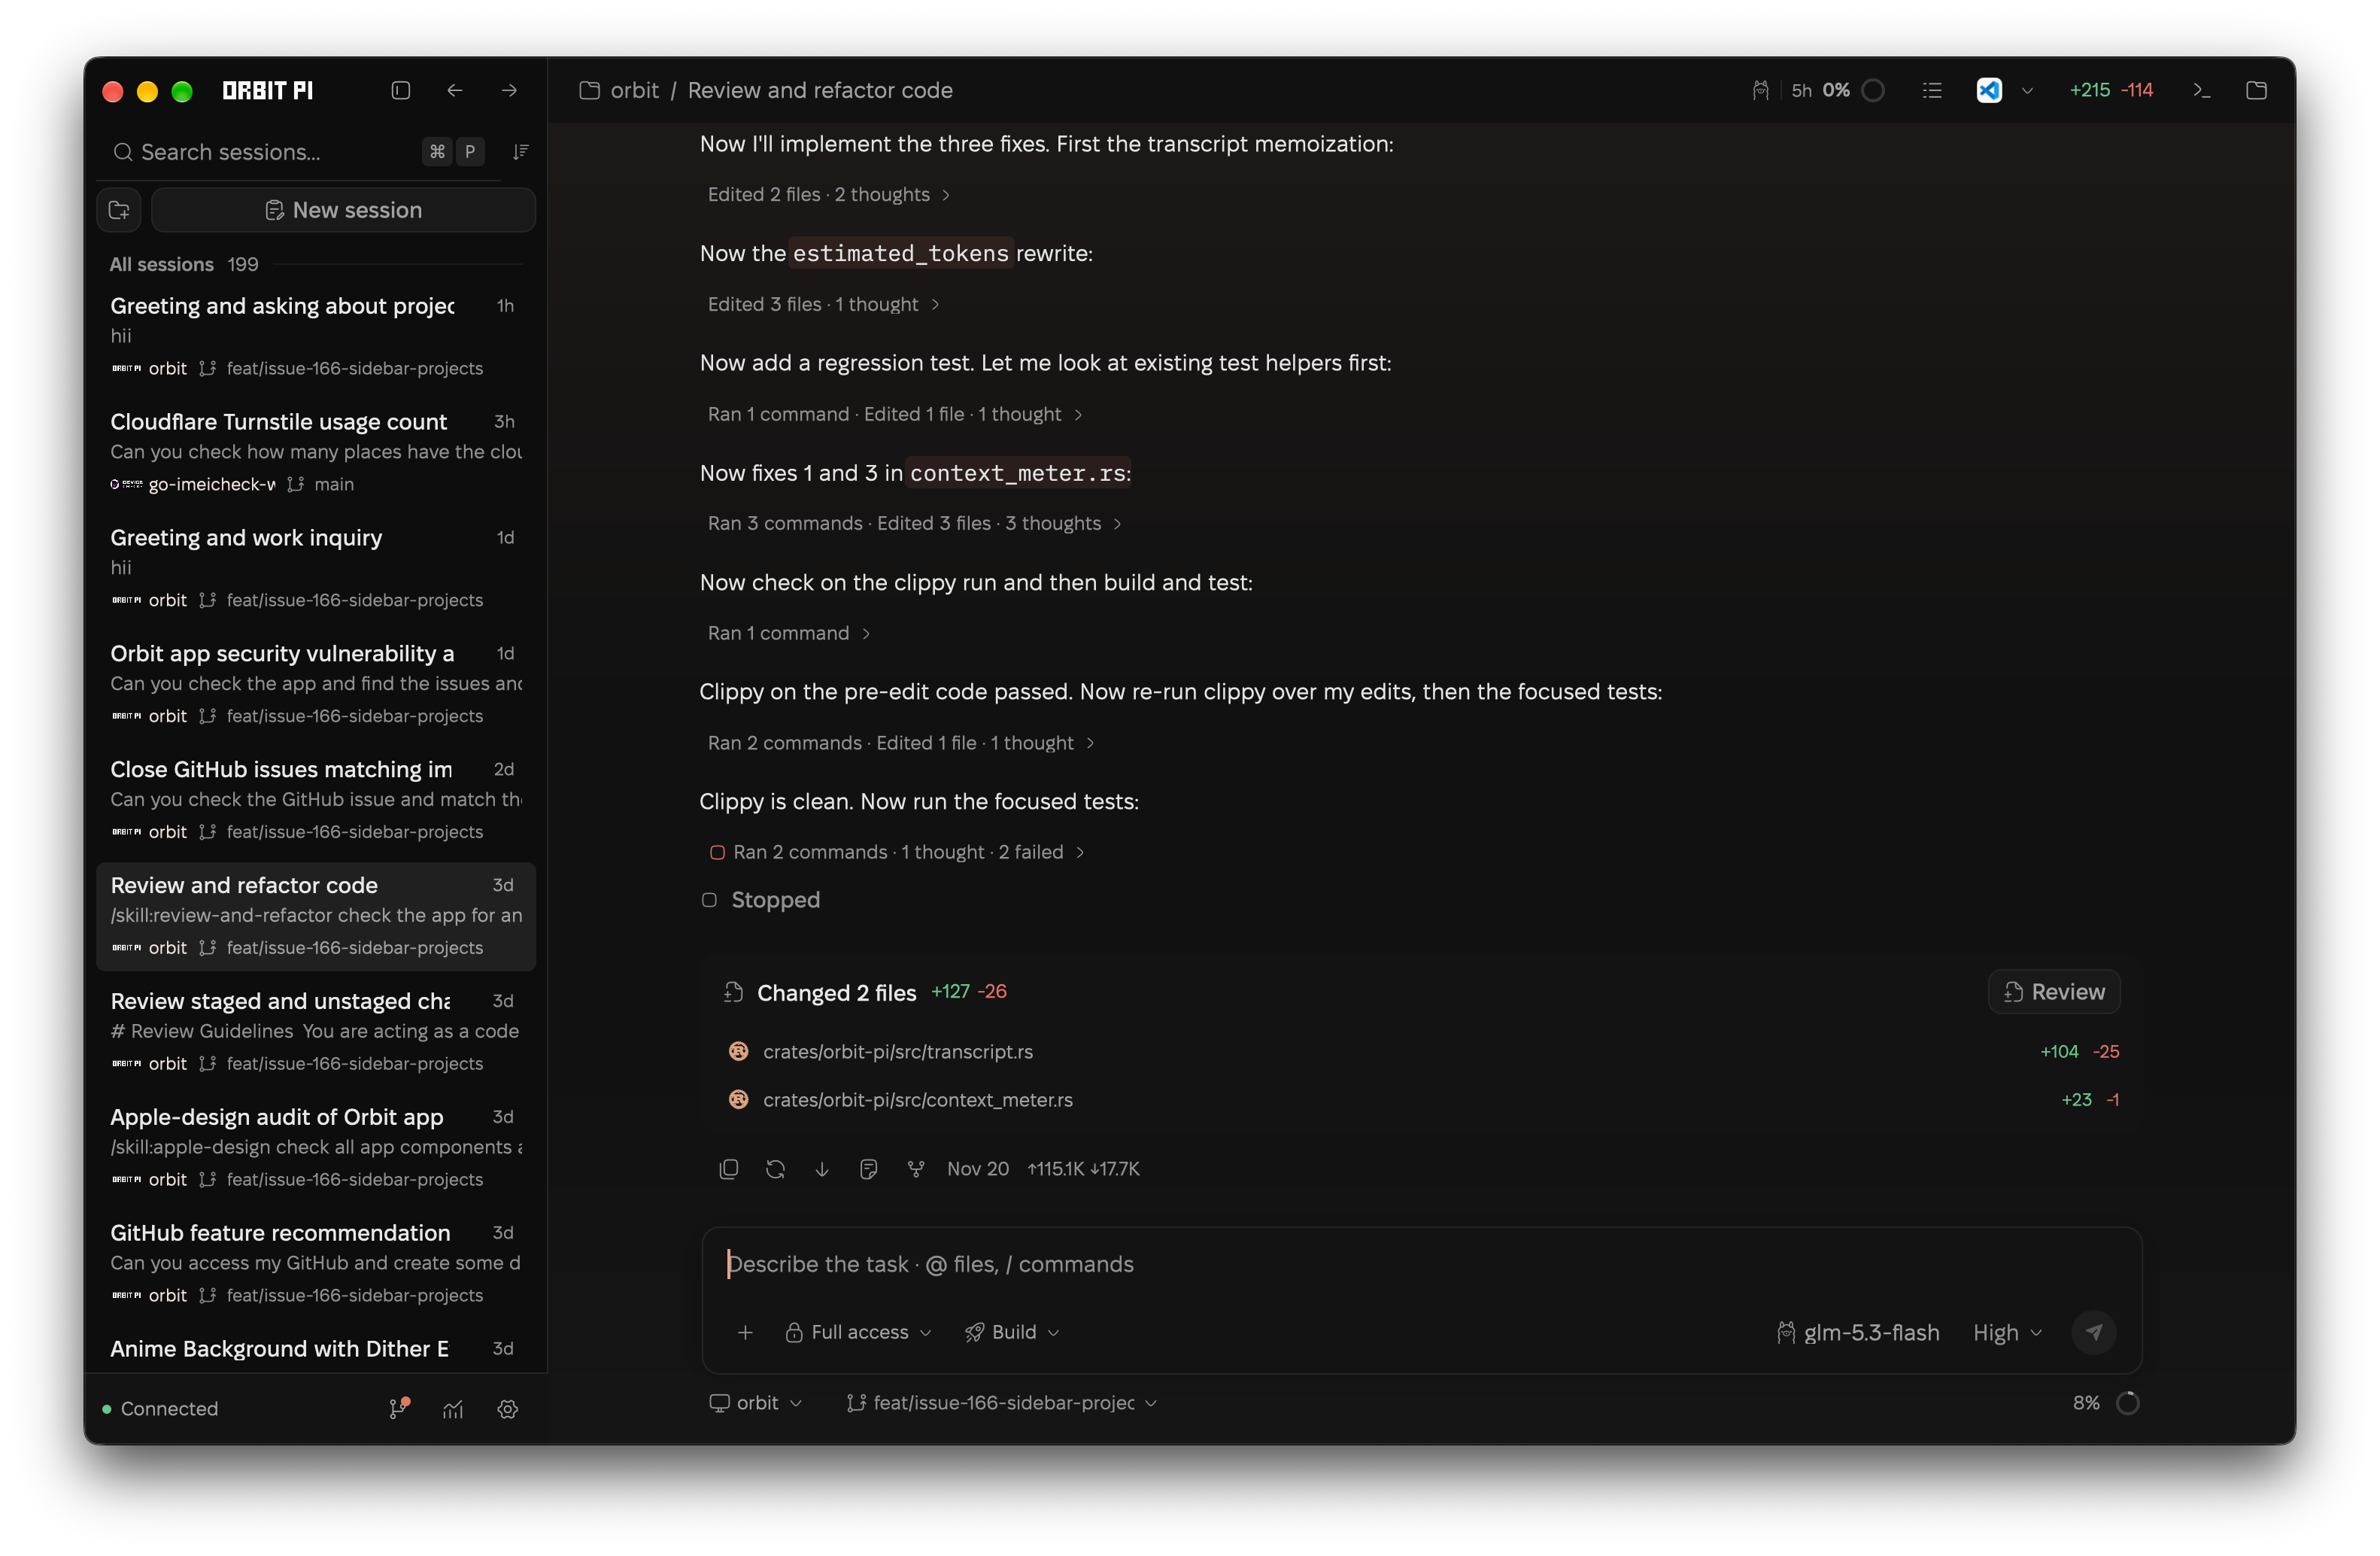 ORBIT PI
Search sessions...
⌘ P
New session
All sessions 199
Greeting and asking about projec 1h
hii
ORBIT PI orbit feat/issue-166-sidebar-projects
Cloudflare Turnstile usage count 3h
Can you check how many places have the clou
go-imeicheck-w main
Greeting and work inquiry 1d
hii
ORBIT PI orbit feat/issue-166-sidebar-projects
Orbit app security vulnerability a 1d
Can you check the app and find the issues and
ORBIT PI orbit feat/issue-166-sidebar-projects
Close GitHub issues matching im 2d
Can you check the GitHub issue and match the
ORBIT PI orbit feat/issue-166-sidebar-projects
Review and refactor code 3d
/skill:review-and-refactor check the app for an
ORBIT PI orbit feat/issue-166-sidebar-projects
Review staged and unstaged cha 3d
# Review Guidelines You are acting as a code
ORBIT PI orbit feat/issue-166-sidebar-projects
Apple-design audit of Orbit app 3d
/skill:apple-design check all app components a
ORBIT PI orbit feat/issue-166-sidebar-projects
GitHub feature recommendation 3d
Can you access my GitHub and create some d
ORBIT PI orbit feat/issue-166-sidebar-projects
Anime Background with Dither E 3d
Connected
orbit / Review and refactor code
5h 0%
+215 -114
Now I'll implement the three fixes. First the transcript memoization:
Edited 2 files · 2 thoughts
Now the estimated_tokens rewrite:
Edited 3 files · 1 thought
Now add a regression test. Let me look at existing test helpers first:
Ran 1 command · Edited 1 file · 1 thought
Now fixes 1 and 3 in context_meter.rs:
Ran 3 commands · Edited 3 files · 3 thoughts
Now check on the clippy run and then build and test:
Ran 1 command
Clippy on the pre-edit code passed. Now re-run clippy over my edits, then the focused tests:
Ran 2 commands · Edited 1 file · 1 thought
Clippy is clean. Now run the focused tests:
Ran 2 commands · 1 thought · 2 failed
Stopped
Changed 2 files +127 -26
Review
crates/orbit-pi/src/transcript.rs +104 -25
crates/orbit-pi/src/context_meter.rs +23 -1
Nov 20 ↑115.1K ↓17.7K
Describe the task · @ files, / commands
Full access Build glm-5.3-flash High
orbit feat/issue-166-sidebar-projec 8%